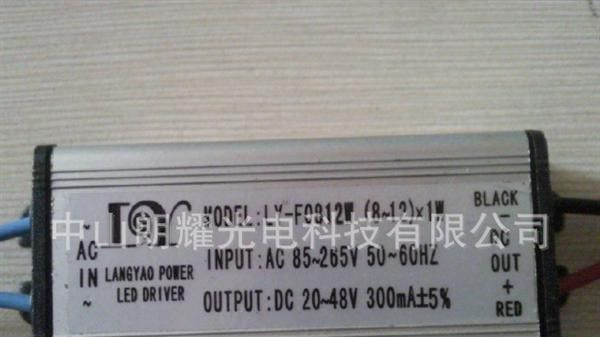 MODEL:LY-F0812W (8~12)×1W
INPUT:AC 85~265V 50~60HZ
OUTPUT:DC 20~48V 300mA±5%
~
AC
IN
~
LANGYAO POWER
LED DRIVER
BLACK
−
DC
OUT
+
RED
中山明耀光电科技有限公司